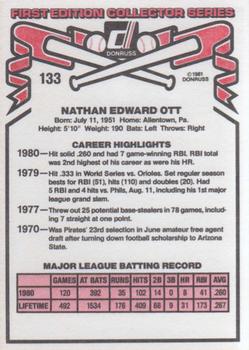 FIRST EDITION COLLECTOR SERIES
DONRUSS
133
©1981
DONRUSS
NATHAN EDWARD OTT
Born: July 11, 1951 Home: Allentown, Pa.
Height: 5'10" Weight: 190 Bats: Left Throws: Right
CAREER HIGHLIGHTS
1980—Hit solid .260 and had 7 game-winning RBI. RBI total
was 2nd highest of his career as were his HR.
1979—Hit .333 in World Series vs. Orioles. Set regular season
bests for RBI (51), hits (110) and doubles (20). Had
5 RBI and 4 hits vs. Phils, Aug. 11, including his 1st major
league grand slam.
1977—Threw out 25 potential base-stealers in 78 games, including
7 straight at one point.
1970—Was Pirates' 23rd selection in June amateur free agent
draft after turning down football scholarship to Arizona
State.
MAJOR LEAGUE BATTING RECORD
GAMES AT BATS RUNS HITS 2B 3B HR RBI AVG.
1980 120 392 35 102 14 0 8 41 .260
LIFETIME 492 1534 176 409 68 9 31 173 .267